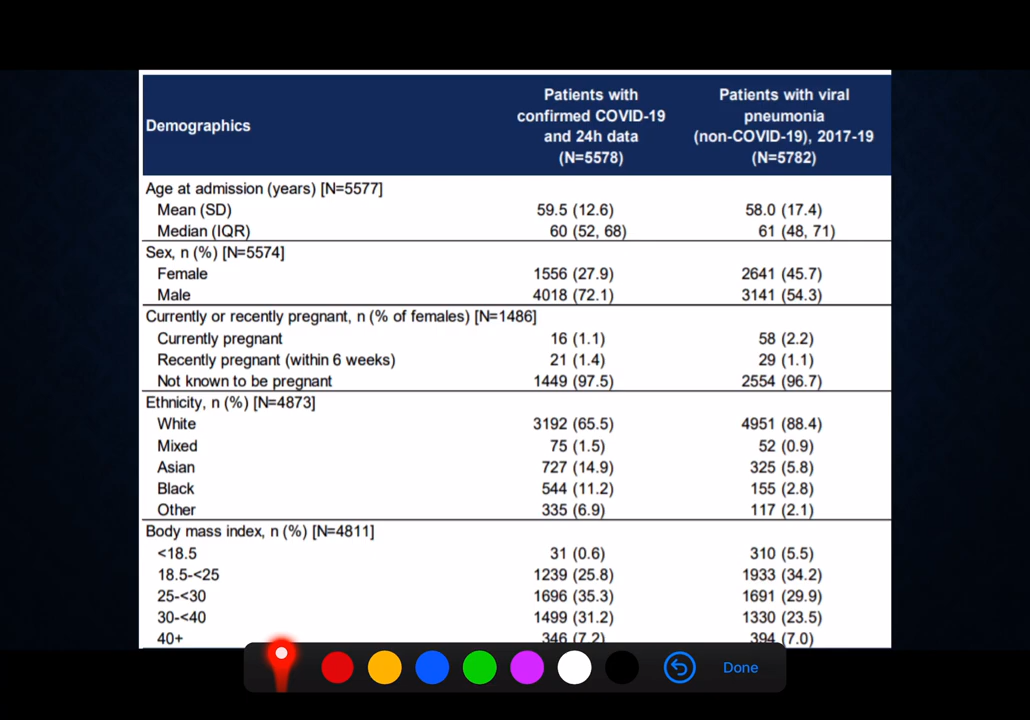 Demographics
Patients with confirmed COVID-19 and 24h data (N=5578)
Patients with viral pneumonia (non-COVID-19), 2017-19 (N=5782)
Age at admission (years) [N=5577]
Mean (SD) 59.5 (12.6) 58.0 (17.4)
Median (IQR) 60 (52, 68) 61 (48, 71)
Sex, n (%) [N=5574]
Female 1556 (27.9) 2641 (45.7)
Male 4018 (72.1) 3141 (54.3)
Currently or recently pregnant, n (% of females) [N=1486]
Currently pregnant 16 (1.1) 58 (2.2)
Recently pregnant (within 6 weeks) 21 (1.4) 29 (1.1)
Not known to be pregnant 1449 (97.5) 2554 (96.7)
Ethnicity, n (%) [N=4873]
White 3192 (65.5) 4951 (88.4)
Mixed 75 (1.5) 52 (0.9)
Asian 727 (14.9) 325 (5.8)
Black 544 (11.2) 155 (2.8)
Other 335 (6.9) 117 (2.1)
Body mass index, n (%) [N=4811]
<18.5 31 (0.6) 310 (5.5)
18.5-<25 1239 (25.8) 1933 (34.2)
25-<30 1696 (35.3) 1691 (29.9)
30-<40 1499 (31.2) 1330 (23.5)
40+ 346 (7.2) 394 (7.0)
Done